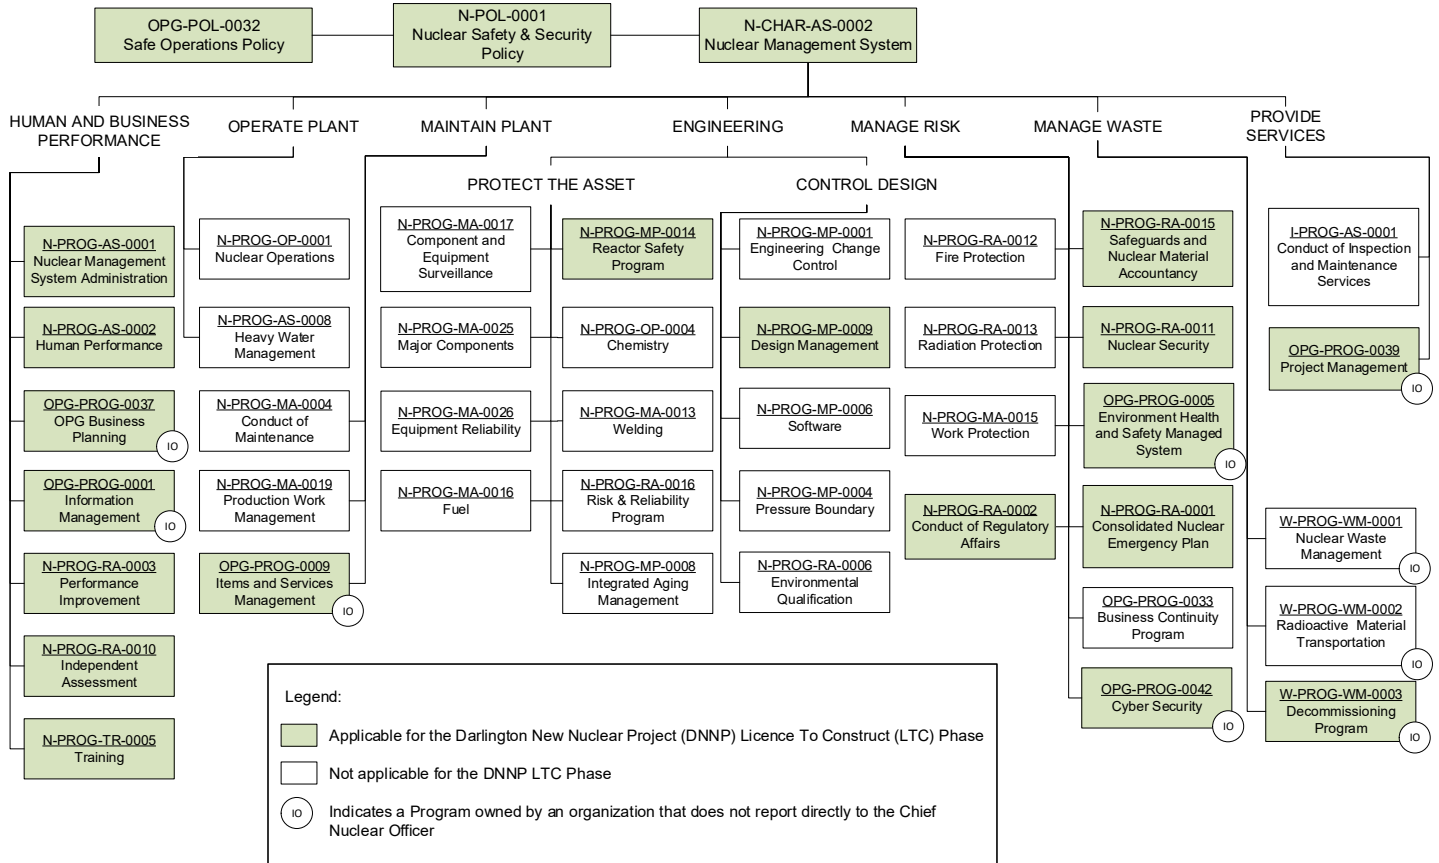 OPG-POL-0032
Safe Operations Policy
N-POL-0001
Nuclear Safety & Security
Policy
N-CHAR-AS-0002
Nuclear Management System
HUMAN AND BUSINESS
PERFORMANCE
OPERATE PLANT
MAINTAIN PLANT
ENGINEERING
MANAGE RISK
MANAGE WASTE
PROVIDE
SERVICES
PROTECT THE ASSET
CONTROL DESIGN
N-PROG-AS-0001
Nuclear Management
System Administration
N-PROG-AS-0002
Human Performance
OPG-PROG-0037
OPG Business
Planning
IO
OPG-PROG-0001
Information
Management
IO
N-PROG-RA-0003
Performance
Improvement
N-PROG-RA-0010
Independent
Assessment
N-PROG-TR-0005
Training
N-PROG-OP-0001
Nuclear Operations
N-PROG-AS-0008
Heavy Water
Management
N-PROG-MA-0004
Conduct of
Maintenance
N-PROG-MA-0019
Production Work
Management
OPG-PROG-0009
Items and Services
Management
IO
N-PROG-MA-0017
Component and
Equipment
Surveillance
N-PROG-MA-0025
Major Components
N-PROG-MA-0026
Equipment Reliability
N-PROG-MA-0016
Fuel
N-PROG-MP-0014
Reactor Safety
Program
N-PROG-OP-0004
Chemistry
N-PROG-MA-0013
Welding
N-PROG-RA-0016
Risk & Reliability
Program
N-PROG-MP-0008
Integrated Aging
Management
N-PROG-MP-0001
Engineering Change
Control
N-PROG-MP-0009
Design Management
N-PROG-MP-0006
Software
N-PROG-MP-0004
Pressure Boundary
N-PROG-RA-0006
Environmental
Qualification
N-PROG-RA-0012
Fire Protection
N-PROG-RA-0013
Radiation Protection
N-PROG-MA-0015
Work Protection
N-PROG-RA-0002
Conduct of Regulatory
Affairs
N-PROG-RA-0015
Safeguards and
Nuclear Material
Accountancy
N-PROG-RA-0011
Nuclear Security
OPG-PROG-0005
Environment Health
and Safety Managed
System
IO
N-PROG-RA-0001
Consolidated Nuclear
Emergency Plan
OPG-PROG-0033
Business Continuity
Program
OPG-PROG-0042
Cyber Security
IO
I-PROG-AS-0001
Conduct of Inspection
and Maintenance
Services
OPG-PROG-0039
Project Management
IO
W-PROG-WM-0001
Nuclear Waste
Management
IO
W-PROG-WM-0002
Radioactive Material
Transportation
IO
W-PROG-WM-0003
Decommissioning
Program
IO
Legend:
Applicable for the Darlington New Nuclear Project (DNNP) Licence To Construct (LTC) Phase
Not applicable for the DNNP LTC Phase
IO
Indicates a Program owned by an organization that does not report directly to the Chief
Nuclear Officer